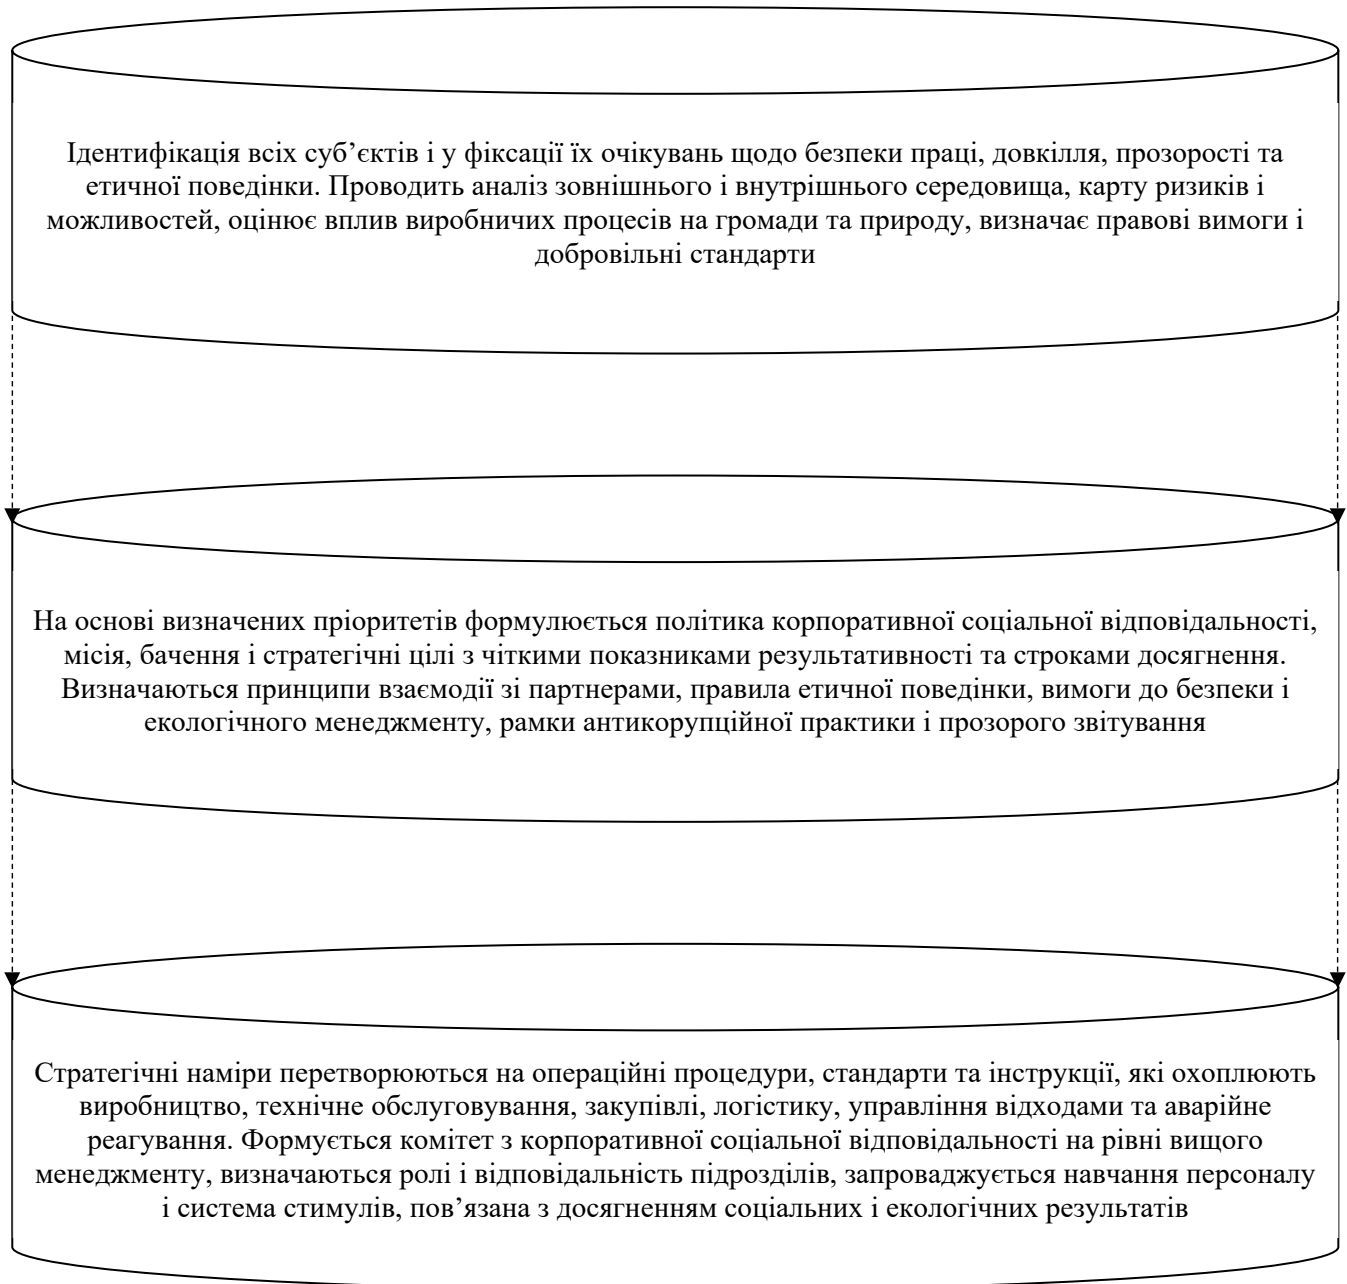 Ідентифікація всіх суб’єктів і у фіксації їх очікувань щодо безпеки праці, довкілля, прозорості та
етичної поведінки. Проводить аналіз зовнішнього і внутрішнього середовища, карту ризиків і
можливостей, оцінює вплив виробничих процесів на громади та природу, визначає правові вимоги і
добровільні стандарти
На основі визначених пріоритетів формулюється політика корпоративної соціальної відповідальності,
місія, бачення і стратегічні цілі з чіткими показниками результативності та строками досягнення.
Визначаються принципи взаємодії зі партнерами, правила етичної поведінки, вимоги до безпеки і
екологічного менеджменту, рамки антикорупційної практики і прозорого звітування
Стратегічні наміри перетворюються на операційні процедури, стандарти та інструкції, які охоплюють
виробництво, технічне обслуговування, закупівлі, логістику, управління відходами та аварійне
реагування. Формується комітет з корпоративної соціальної відповідальності на рівні вищого
менеджменту, визначаються ролі і відповідальність підрозділів, запроваджується навчання персоналу
і система стимулів, пов’язана з досягненням соціальних і екологічних результатів